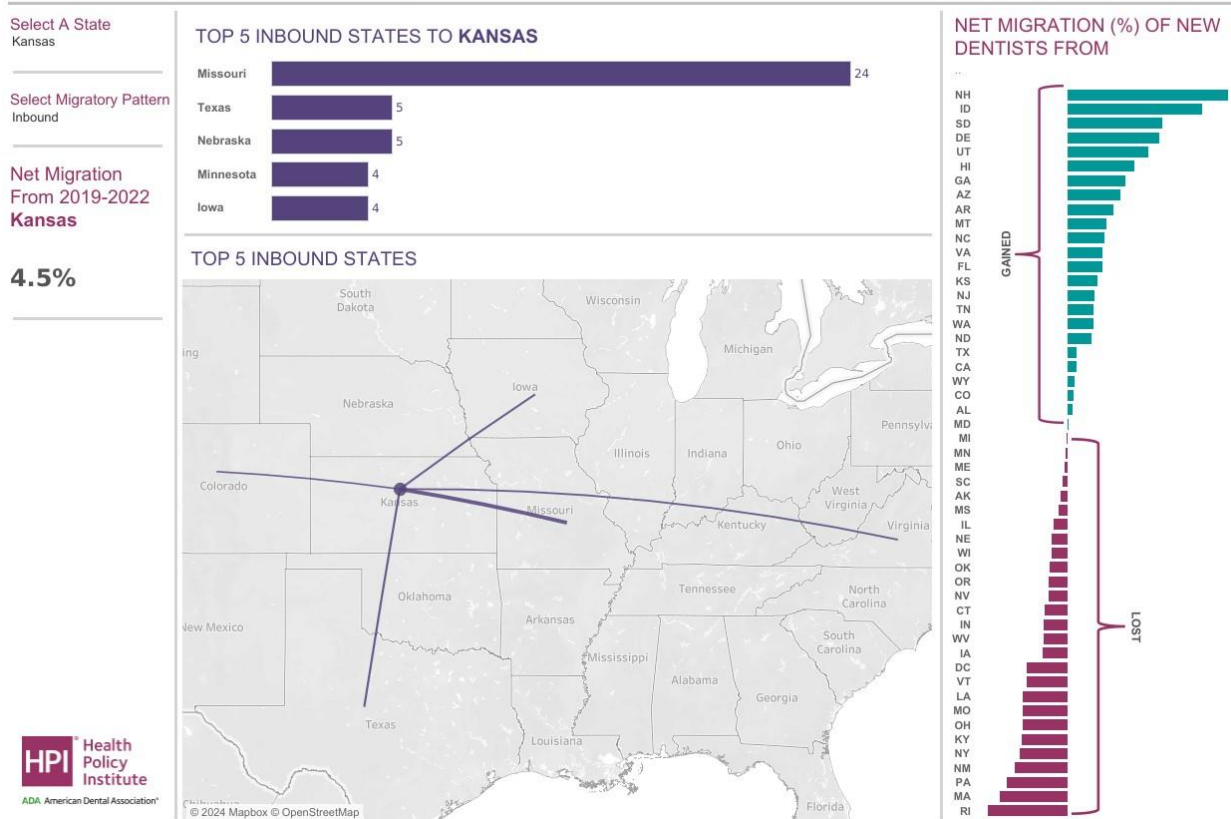 Select A State
Kansas
Select Migratory Pattern
Inbound
Net Migration
From 2019-2022
Kansas
4.5%
HPI
Health
Policy
Institute
ADA American Dental Association®
TOP 5 INBOUND STATES TO KANSAS
Missouri 24
Texas 5
Nebraska 5
Minnesota 4
Iowa 4
TOP 5 INBOUND STATES
South
Dakota
Wisconsin
ing
Michigan
Iowa
Nebraska
Pennsylva
Illinois
Indiana
Ohio
Colorado
Kansas
Missouri
West
Virginia
Kentucky
Virginia
Oklahoma
Tennessee
North
Carolina
Arkansas
New Mexico
South
Carolina
Mississippi
Alabama
Georgia
Texas
Louisiana
Florida
Chihuahua
© 2024 Mapbox © OpenStreetMap
NET MIGRATION (%) OF NEW
DENTISTS FROM
..
NH
ID
SD
DE
UT
HI
GA
AZ
AR
MT
NC
VA
FL
KS
NJ
TN
WA
ND
TX
CA
WY
CO
AL
MD
GAINED
MI
MN
ME
SC
AK
MS
IL
NE
WI
OK
OR
NV
CT
IN
WV
IA
DC
VT
LA
MO
OH
KY
NY
NM
PA
MA
RI
LOST